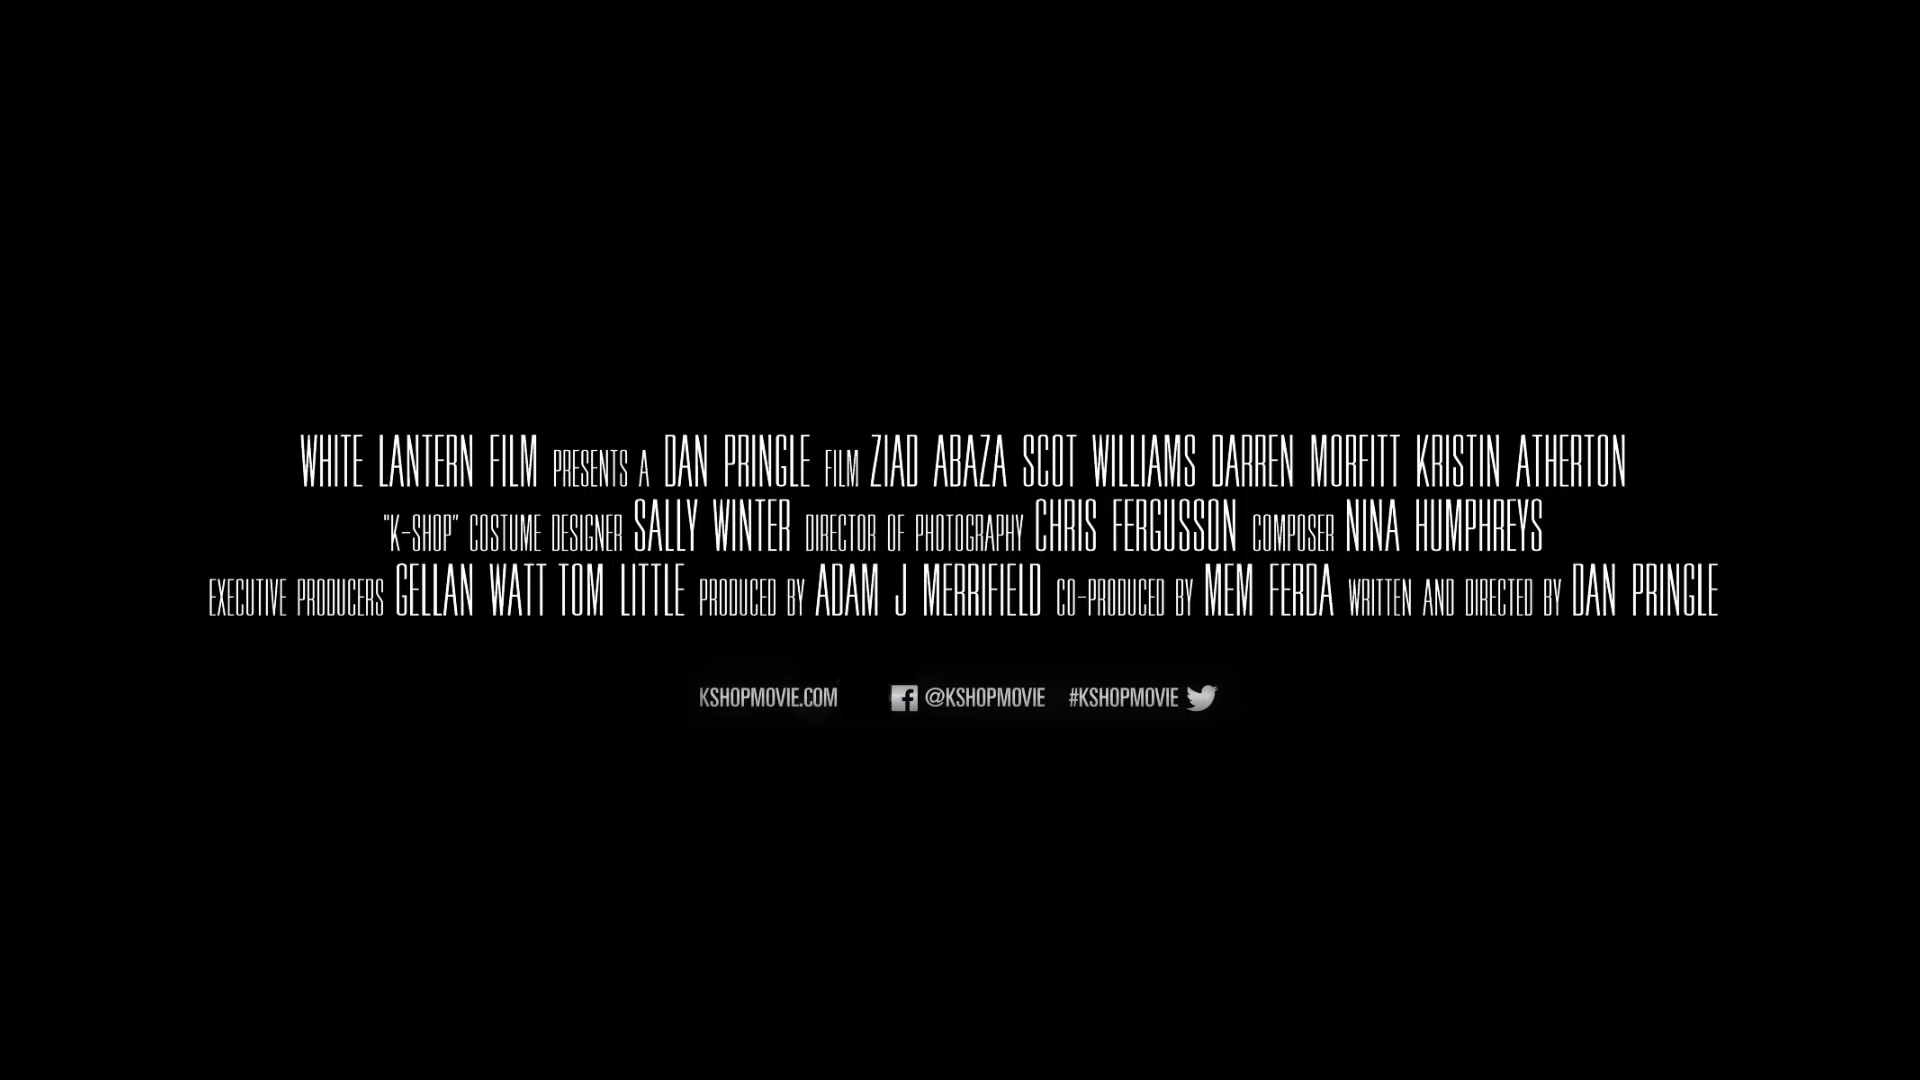 WHITE LANTERN FILM PRESENTS A DAN PRINGLE FILM ZIAD ABAZA SCOT WILLIAMS DARREN MORFITT KRISTIN ATHERTON
"K-SHOP" COSTUME DESIGNER SALLY WINTER DIRECTOR OF PHOTOGRAPHY CHRIS FERGUSSON COMPOSER NINA HUMPHREYS
EXECUTIVE PRODUCERS GELLAN WATT TOM LITTLE PRODUCED BY ADAM J MERRIFIELD CO-PRODUCED BY MEM FERDA WRITTEN AND DIRECTED BY DAN PRINGLE
KSHOPMOVIE.COM @KSHOPMOVIE #KSHOPMOVIE